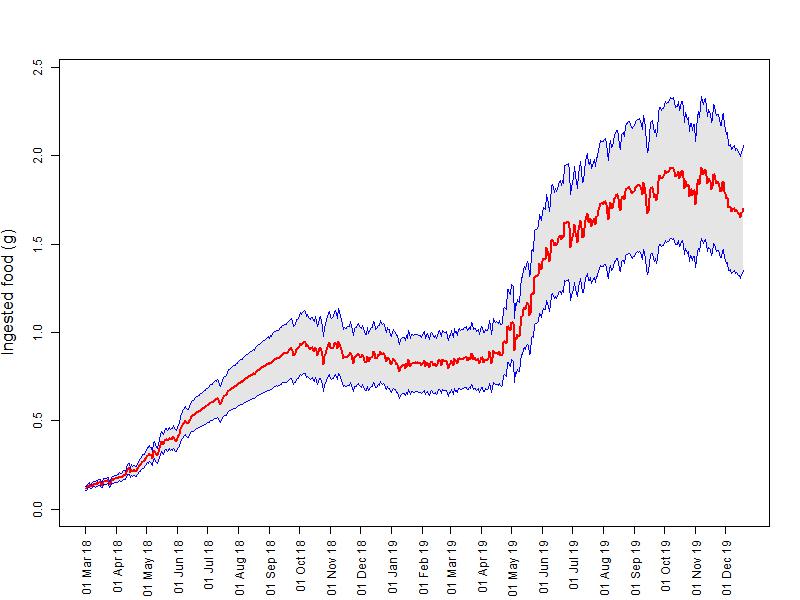 Ingested food (g)
2.5
2.0
1.5
1.0
0.5
0.0
01 Mar 18
01 Apr 18
01 May 18
01 Jun 18
01 Jul 18
01 Aug 18
01 Sep 18
01 Oct 18
01 Nov 18
01 Dec 18
01 Jan 19
01 Feb 19
01 Mar 19
01 Apr 19
01 May 19
01 Jun 19
01 Jul 19
01 Aug 19
01 Sep 19
01 Oct 19
01 Nov 19
01 Dec 19